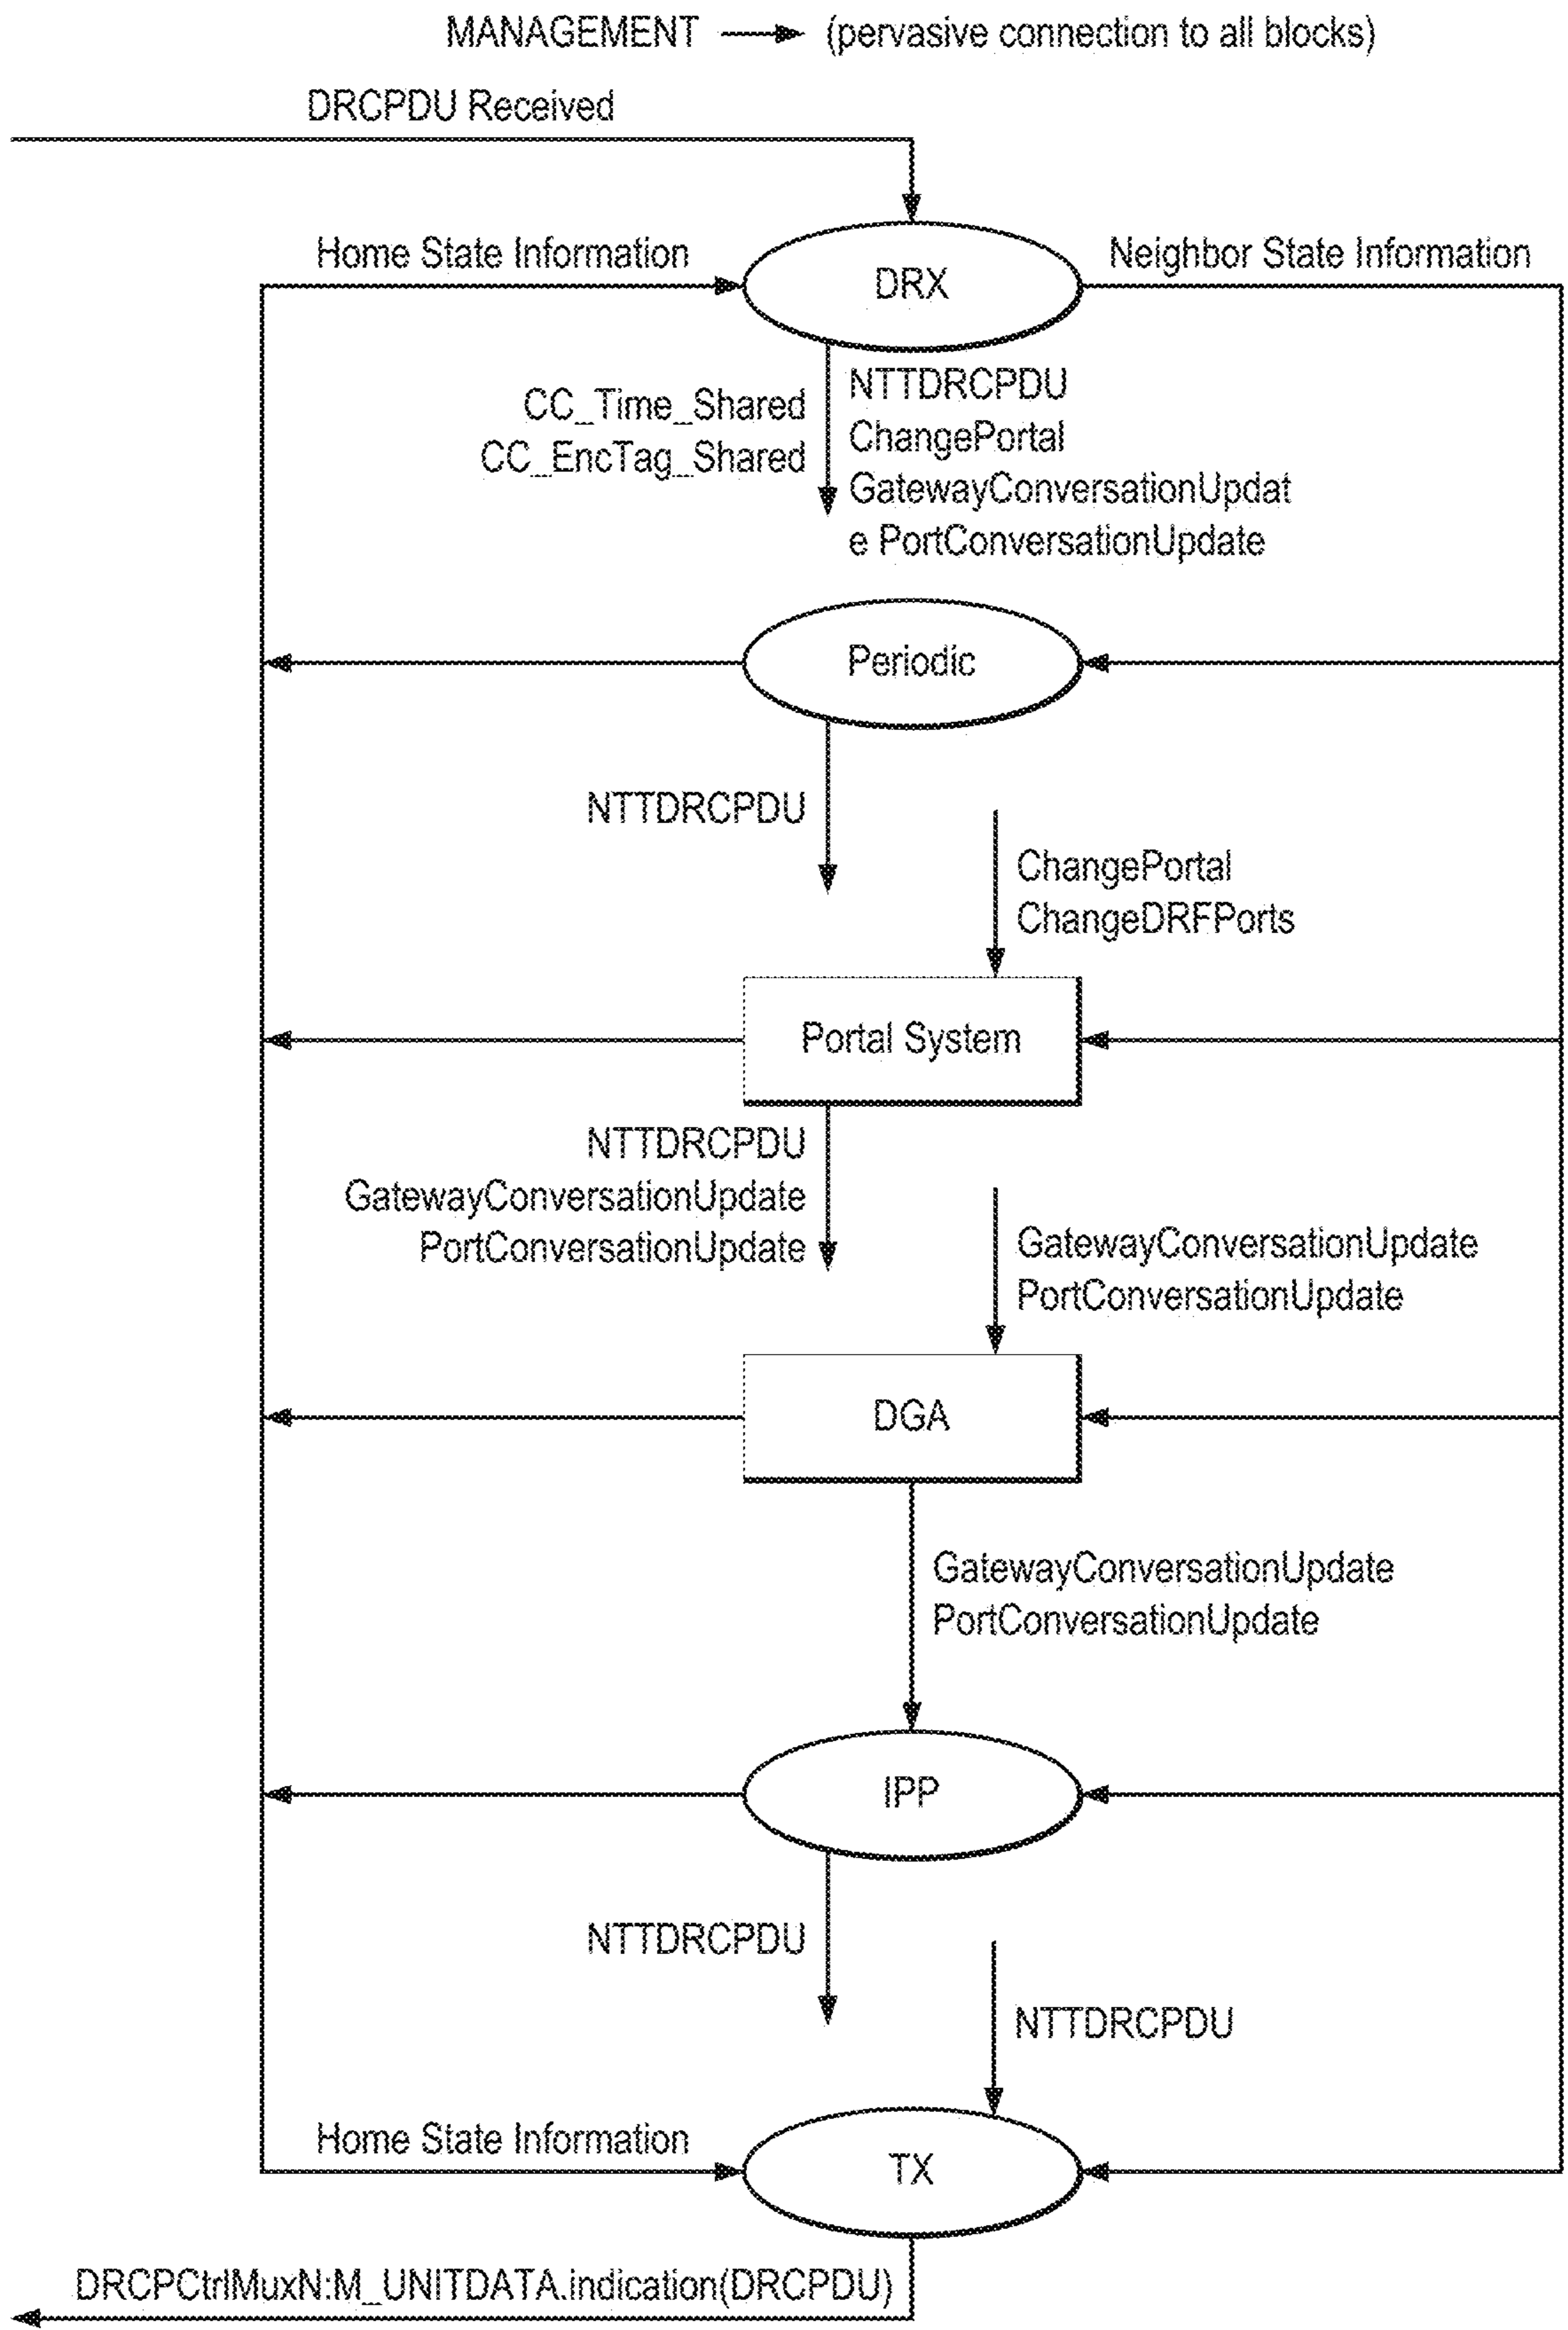 MANAGEMENT (pervasive connection to all blocks)
DRCPDU Received
Home State Information
Neighbor State Information
DRX
CC_Time_Shared
CC_EncTag_Shared
NTTDRCPDU
ChangePortal
GatewayConversationUpdat
e PortConversationUpdate
Periodic
NTTDRCPDU
ChangePortal
ChangeDRFPorts
Portal System
NTTDRCPDU
GatewayConversationUpdate
PortConversationUpdate
GatewayConversationUpdate
PortConversationUpdate
DGA
GatewayConversationUpdate
PortConversationUpdate
IPP
NTTDRCPDU
NTTDRCPDU
Home State Information
TX
DRCPCtrlMuxN:M_UNITDATA.indication(DRCPDU)